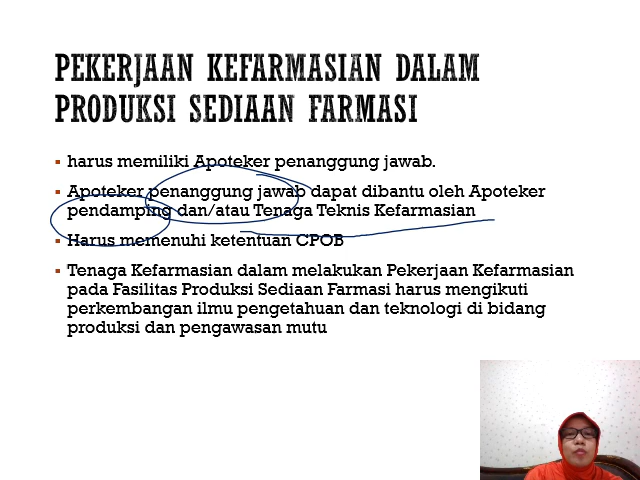 PEKERJAAN KEFARMASIAN DALAM
PRODUKSI SEDIAAN FARMASI
▪ harus memiliki Apoteker penanggung jawab.
▪ Apoteker penanggung jawab dapat dibantu oleh Apoteker
pendamping dan/atau Tenaga Teknis Kefarmasian
▪ Harus memenuhi ketentuan CPOB
▪ Tenaga Kefarmasian dalam melakukan Pekerjaan Kefarmasian
pada Fasilitas Produksi Sediaan Farmasi harus mengikuti
perkembangan ilmu pengetahuan dan teknologi di bidang
produksi dan pengawasan mutu